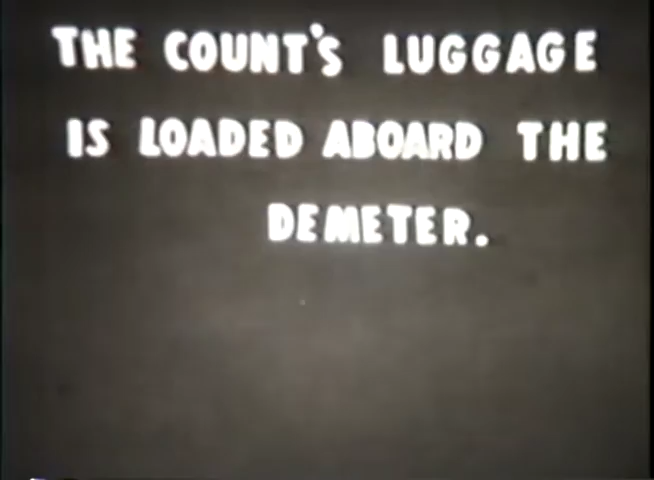 THE COUNT'S LUGGAGE
IS LOADED ABOARD THE
DEMETER.